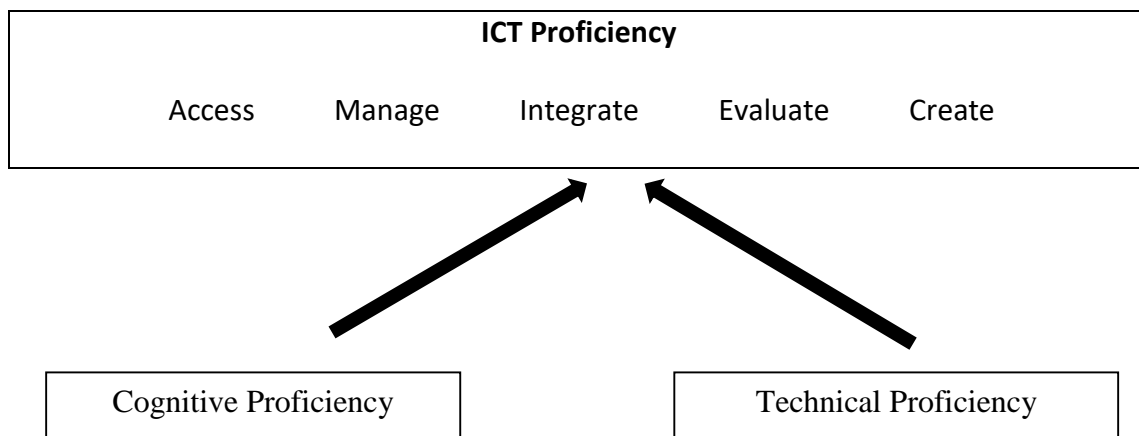 ICT Proficiency
Access Manage Integrate Evaluate Create
Cognitive Proficiency Technical Proficiency